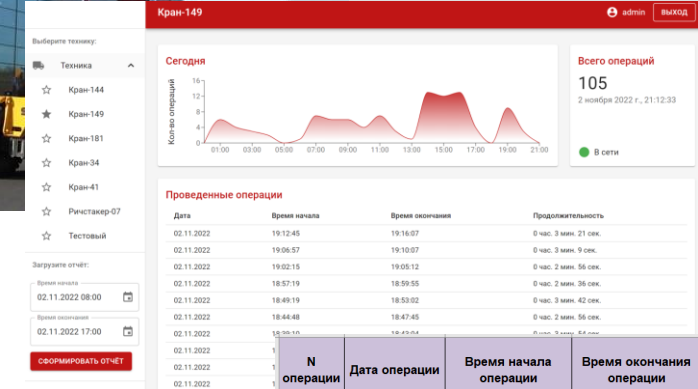 Кран-149
admin
ВЫХОД
Выберите технику:
Техника
Кран-144
Кран-149
Кран-181
Кран-34
Кран-41
Ричстакер-07
Тестовый
Загрузите отчёт:
Время начала
02.11.2022 08:00
Время окончания
02.11.2022 17:00
СФОРМИРОВАТЬ ОТЧЁТ
Сегодня
Кол-во операций
16
12
8
4
0
01:00 03:00 05:00 07:00 09:00 11:00 13:00 15:00 17:00 19:00 21:00
Всего операций
105
2 ноября 2022 г., 21:12:33
В сети
Проведенные операции
Дата Время начала Время окончания Продолжительность
02.11.2022 19:12:45 19:16:07 0 час. 3 мин. 21 сек.
02.11.2022 19:06:57 19:10:07 0 час. 3 мин. 9 сек.
02.11.2022 19:02:15 19:05:12 0 час. 2 мин. 56 сек.
02.11.2022 18:57:19 18:59:55 0 час. 2 мин. 36 сек.
02.11.2022 18:49:19 18:53:02 0 час. 3 мин. 42 сек.
02.11.2022 18:44:48 18:47:45 0 час. 2 мин. 56 сек.
02.11.2022
02.11.2022
02.11.2022
02.11.2022
N операции
Дата операции
Время начала операции
Время окончания операции